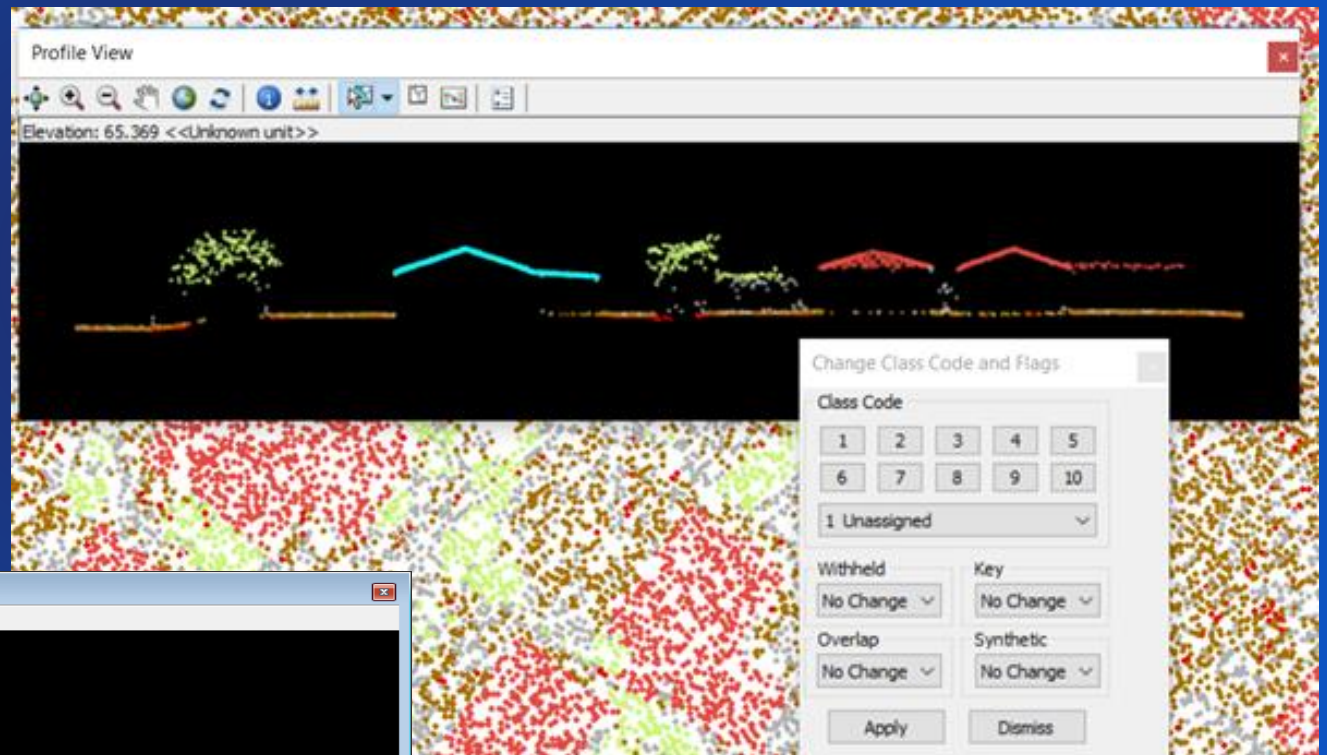 Profile View
Elevation: 65.369 <<Unknown unit>>
Change Class Code and Flags
Class Code
1 2 3 4 5
6 7 8 9 10
1 Unassigned
Withheld Key
No Change No Change
Overlap Synthetic
No Change No Change
Apply Dismiss